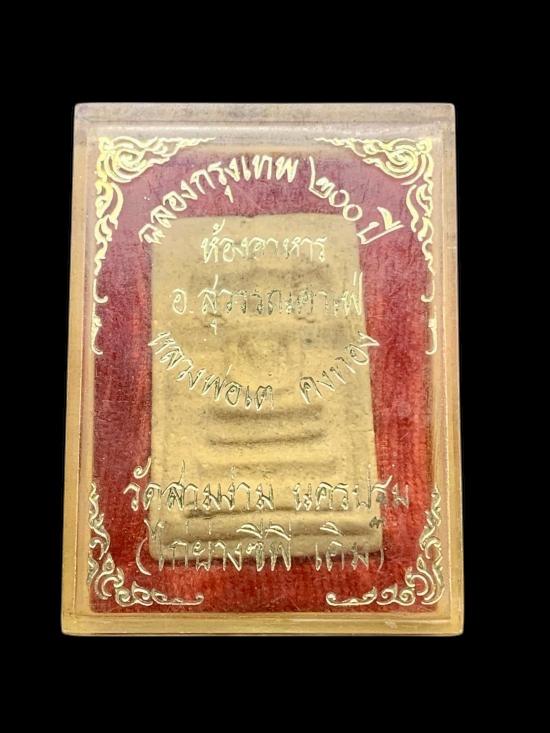 ฉลองกรุงเทพ ๒๐๐ ปี
ห้องอาหาร
อ.สุวรรณคาเฟ่
หลวงพ่อเต คงทอง
วัดสามง่าม นครปฐม
(ไก่ย่างซีพี เดิม)